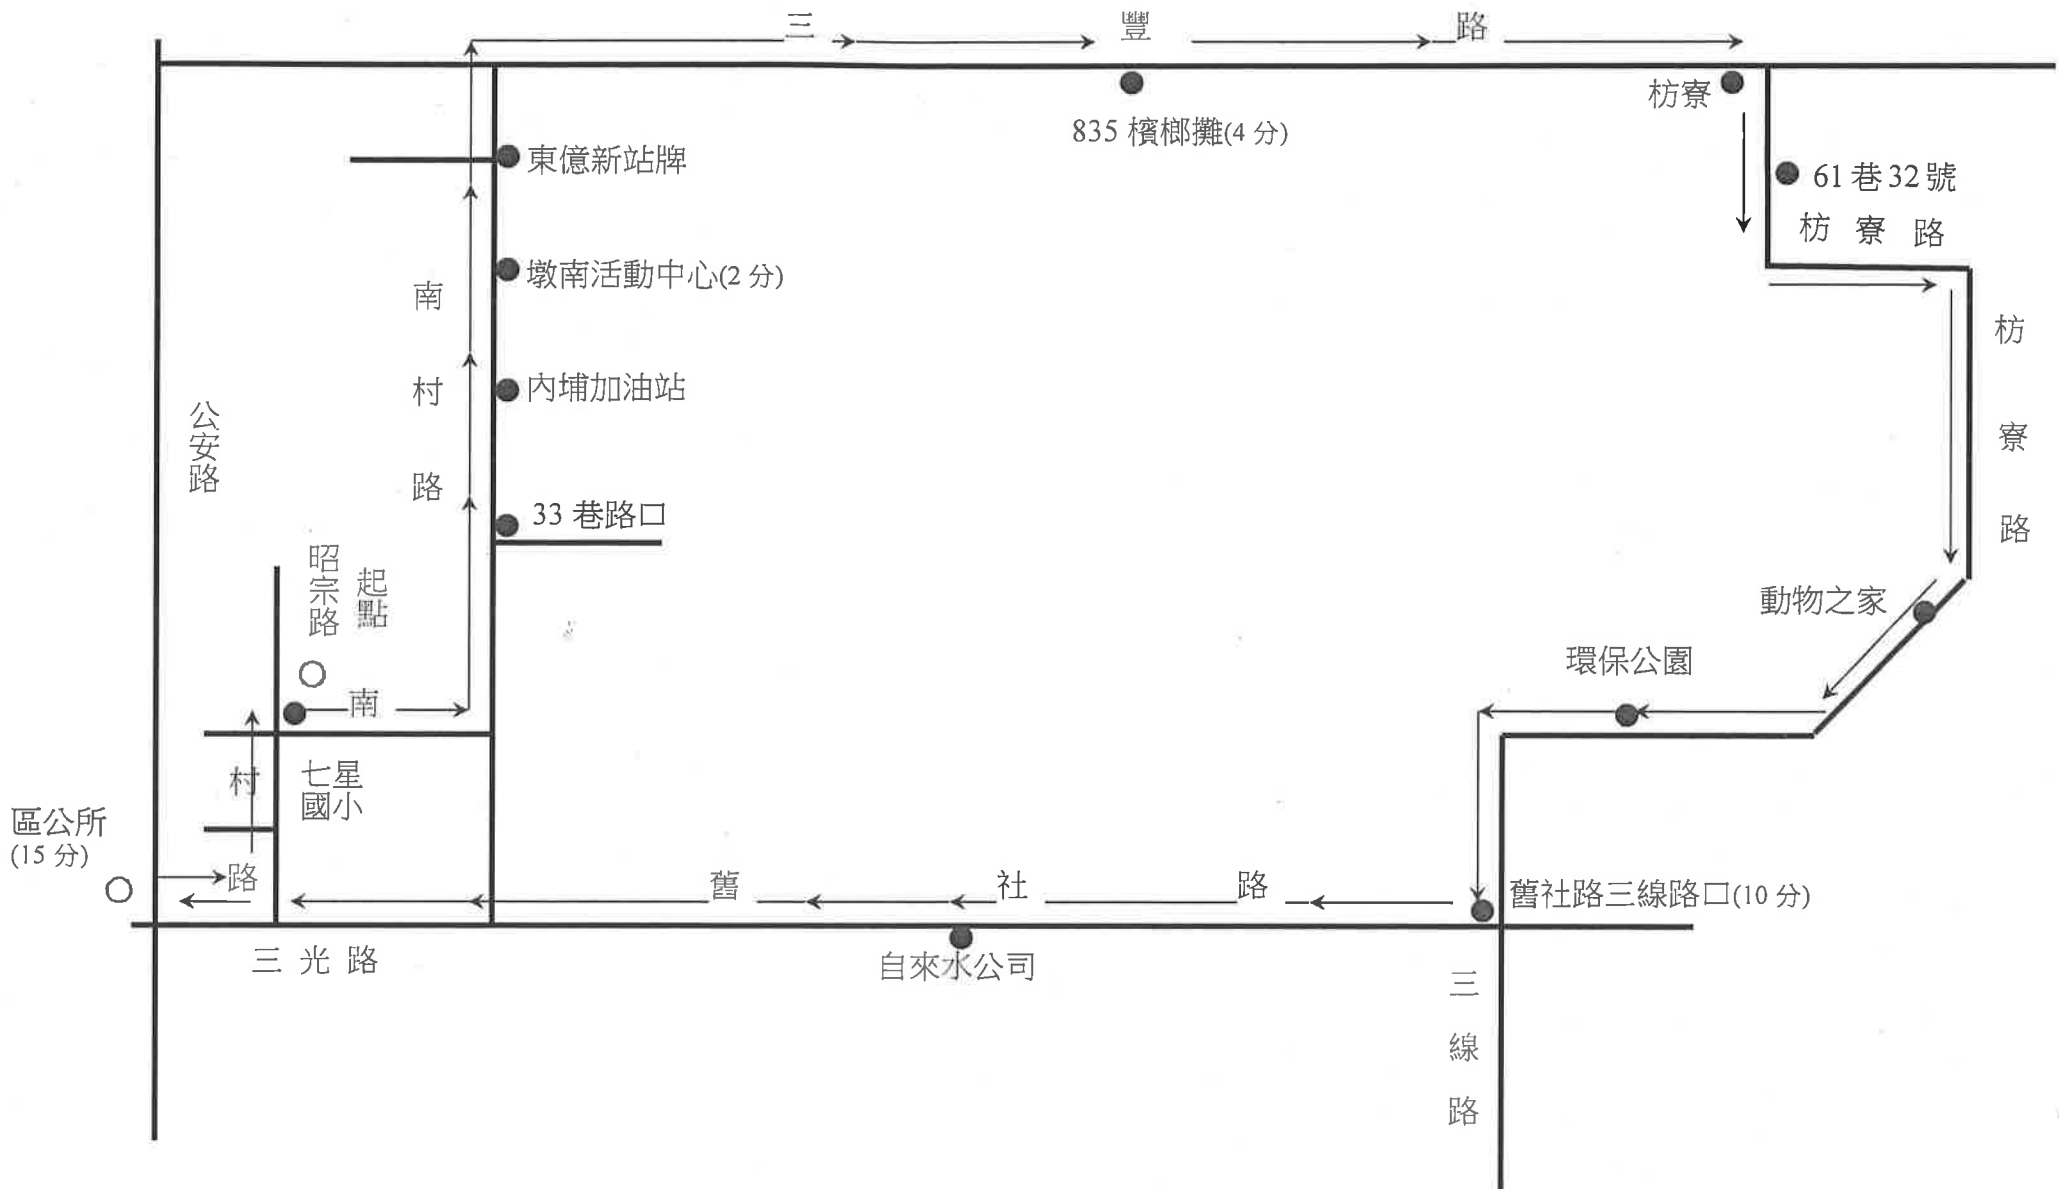 三豐路
835 檳榔攤(4 分)
枋寮
東億新站牌
61巷32號
枋寮路
墩南活動中心(2 分)
南村路
枋寮路
內埔加油站
公安路
33 巷路口
昭宗路
起點
動物之家
環保公園
南
村
路
七星
國小
區公所
(15 分)
舊社路
舊社路三線路口(10 分)
三光路
自來水公司
三線路